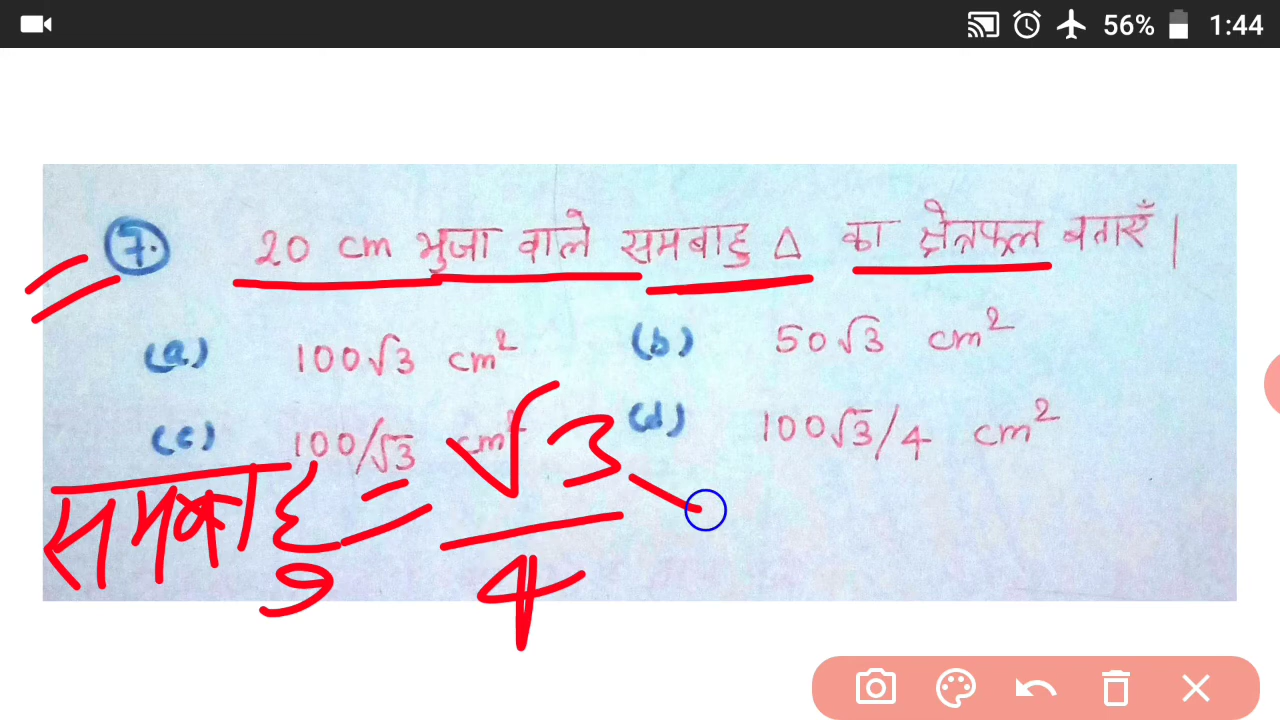 56% 1:44
7. 20 cm भुजा वाले समबाहु Δ का क्षेत्रफल बताएँ |
(a) 100√3 cm² (b) 50√3 cm²
(c) 100/√3 cm² (d) 100√3/4 cm²
समबाहु = √3/4